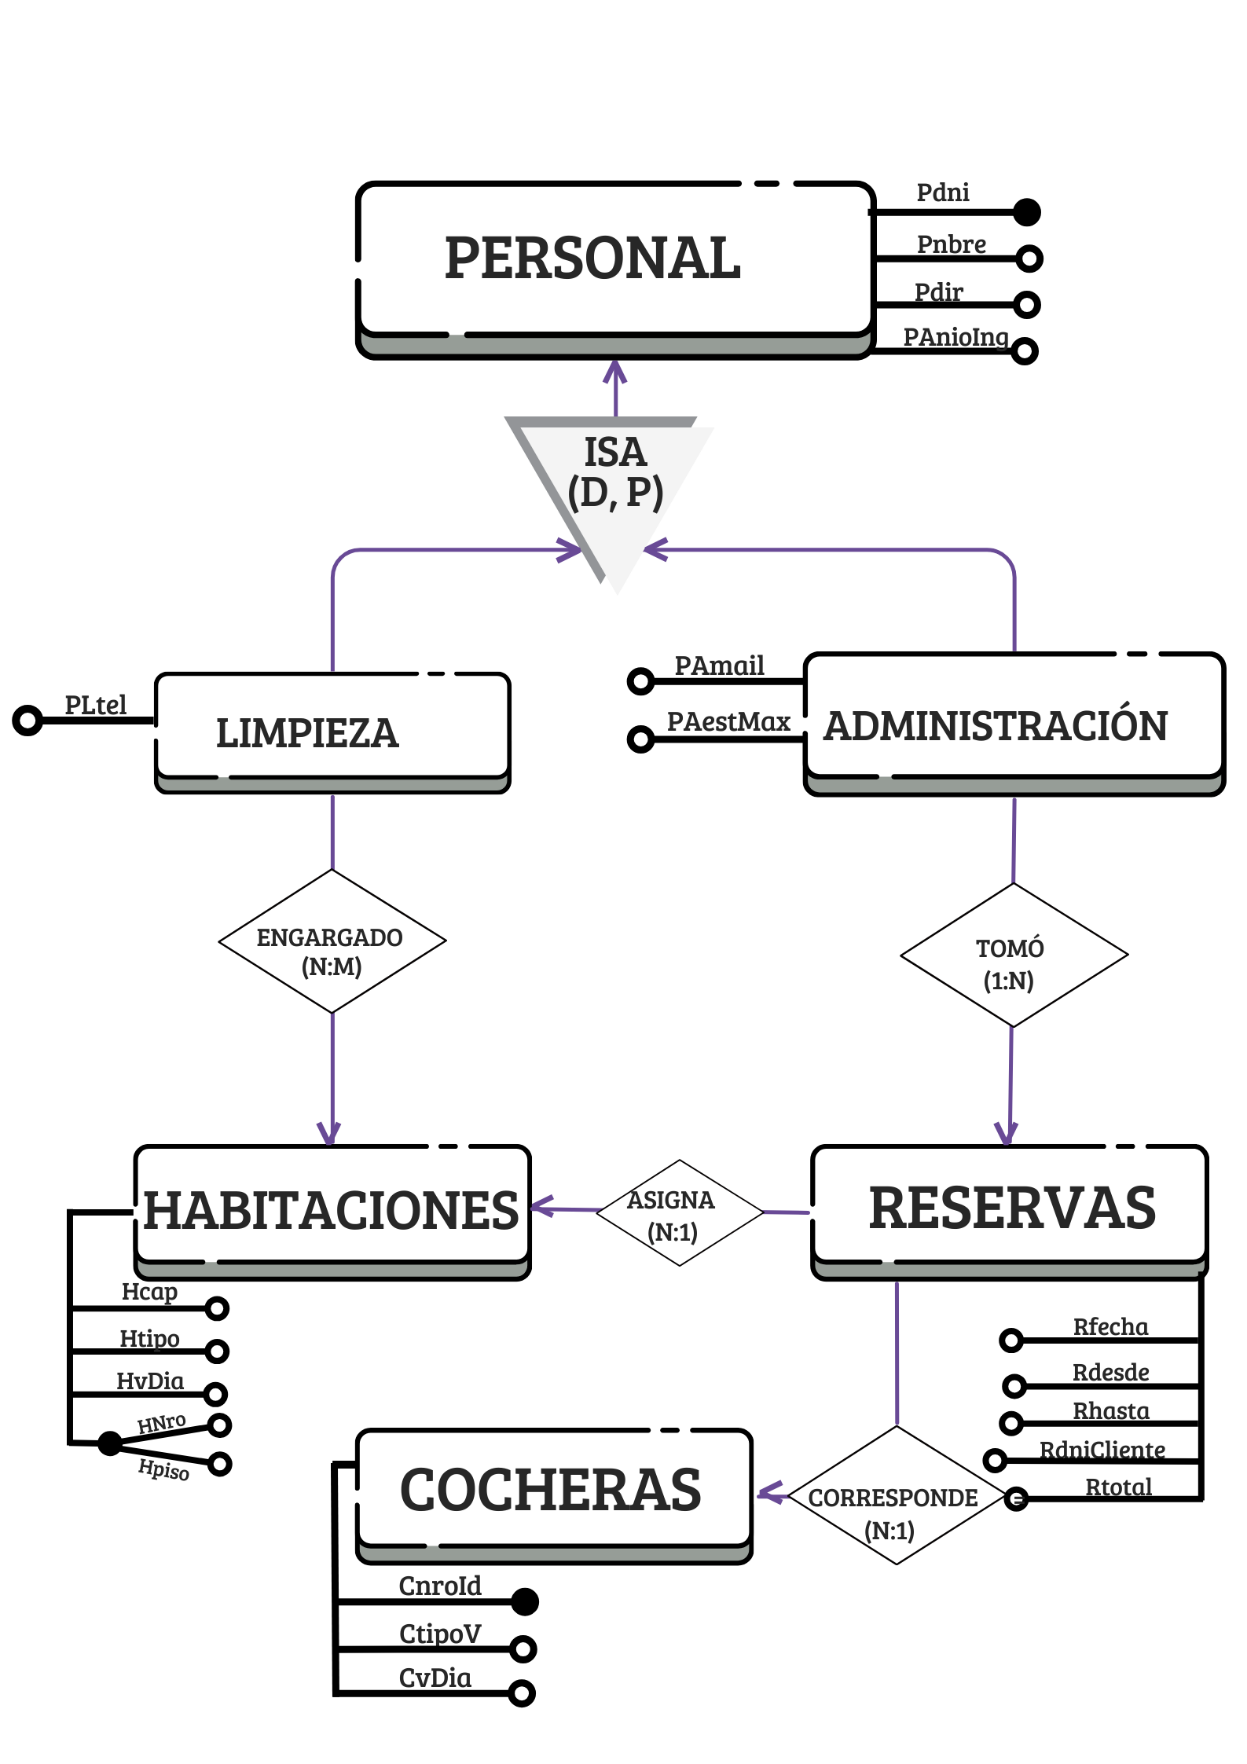 PERSONAL
Pdni
Pnbre
Pdir
PAnioIng
ISA
(D, P)
PLtel
LIMPIEZA
PAmail
PAestMax
ADMINISTRACIÓN
ENGARGADO
(N:M)
TOMÓ
(1:N)
HABITACIONES
ASIGNA
(N:1)
RESERVAS
Hcap
Htipo
HvDia
HNro
Hpiso
Rfecha
Rdesde
Rhasta
RdniCliente
Rtotal
COCHERAS
CORRESPONDE
(N:1)
CnroId
CtipoV
CvDia